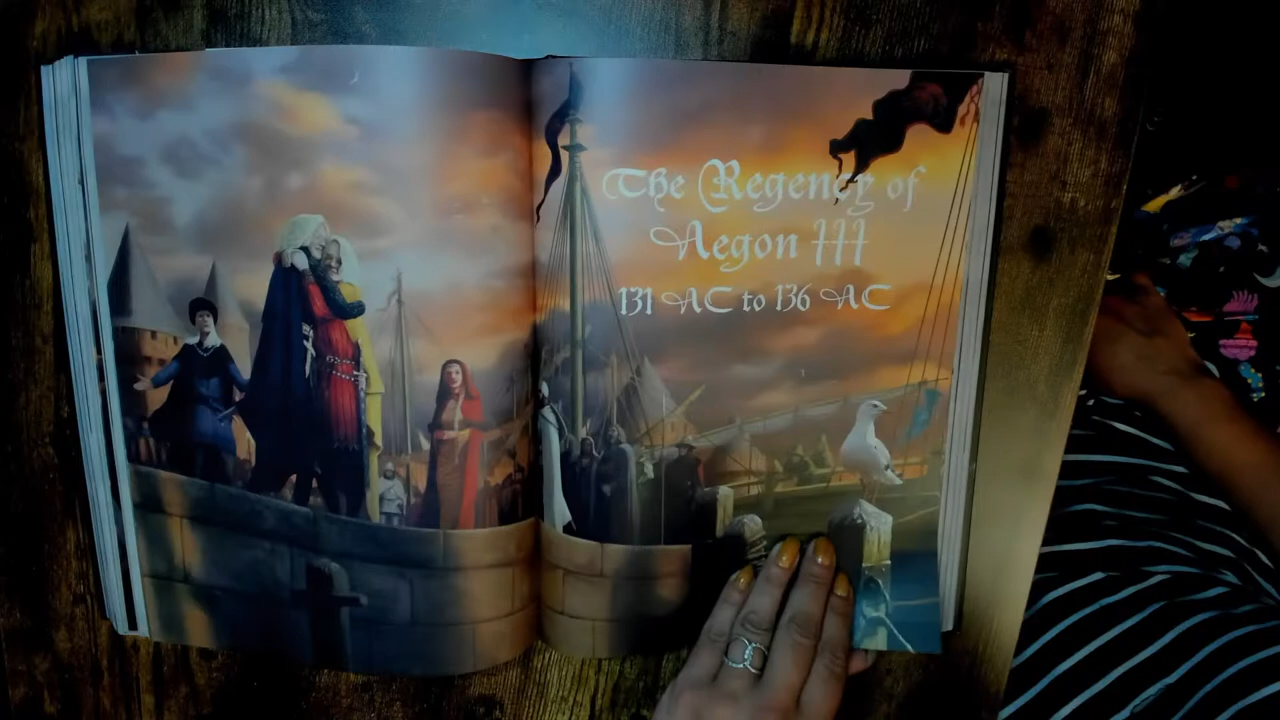 The Regency of
Aegon III
131 AC to 136 AC